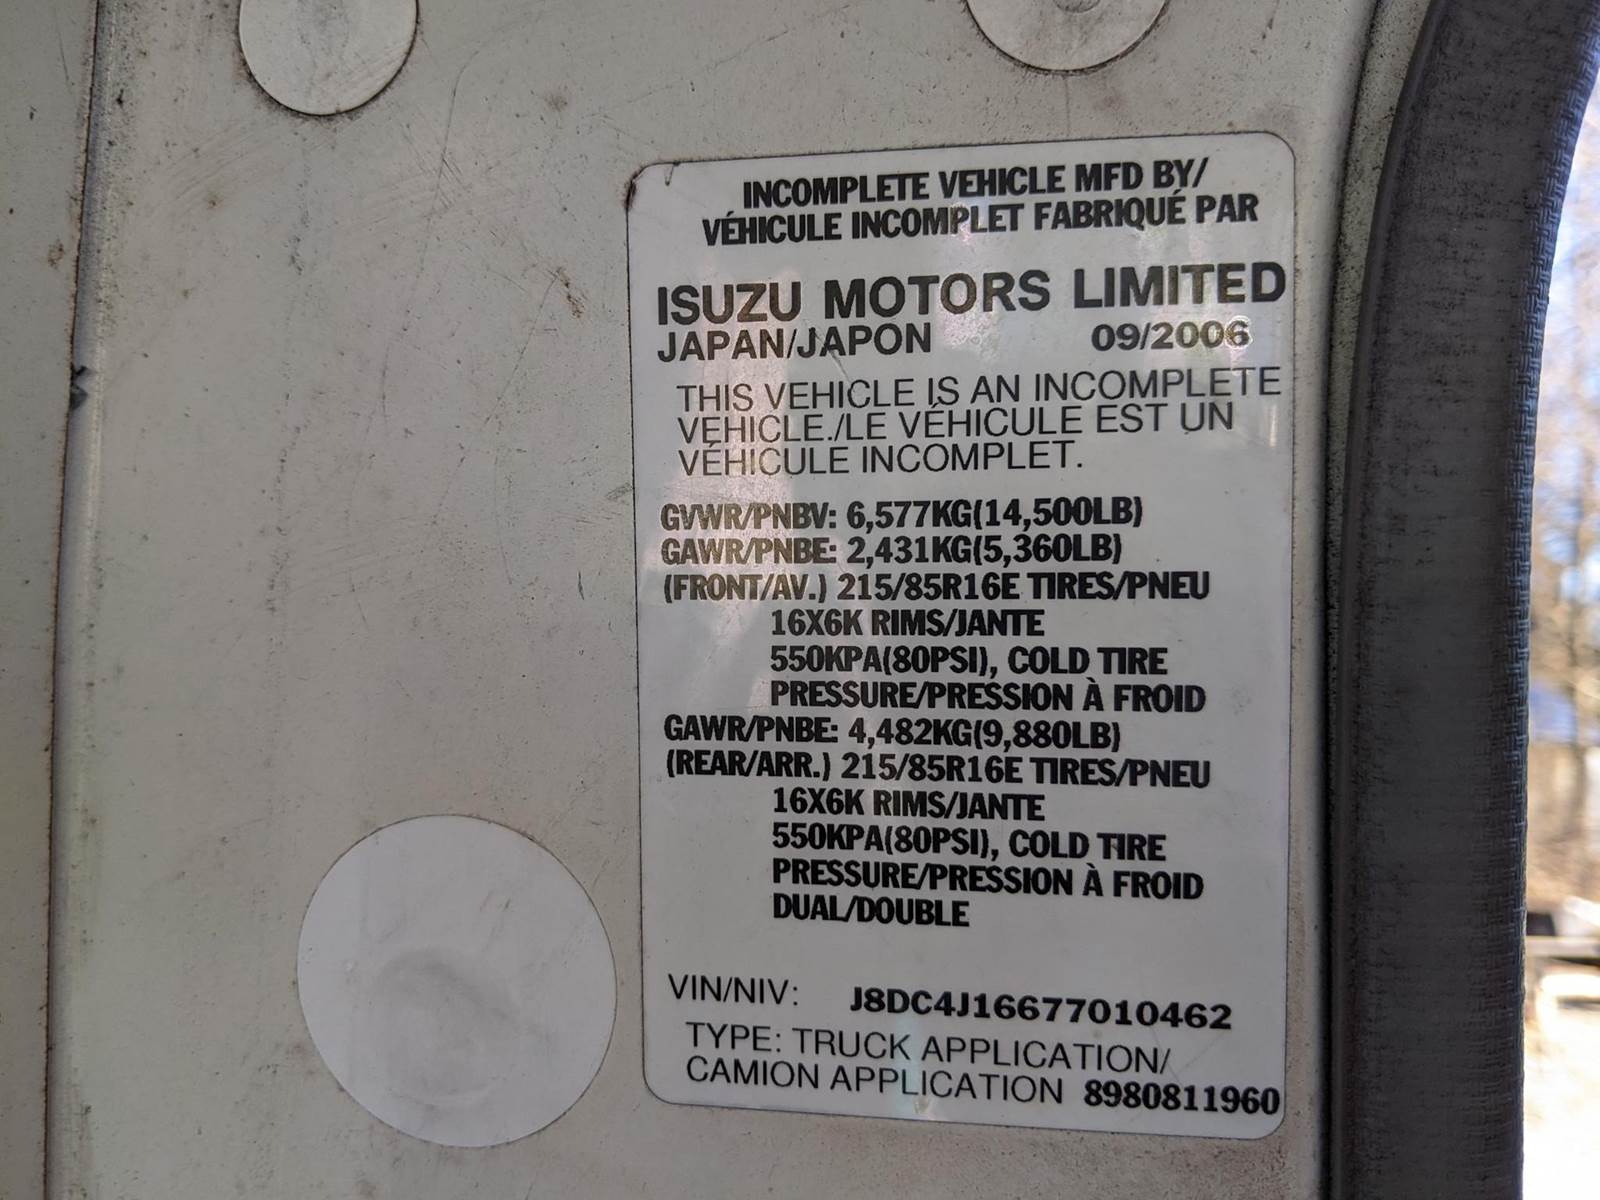 INCOMPLETE VEHICLE MFD BY/
VÉHICULE INCOMPLET FABRIQUÉ PAR
ISUZU MOTORS LIMITED
JAPAN/JAPON 09/2006
THIS VEHICLE IS AN INCOMPLETE
VEHICLE./LE VÉHICULE EST UN
VÉHICULE INCOMPLET.
GVWR/PNBV: 6,577KG(14,500LB)
GAWR/PNBE: 2,431KG(5,360LB)
(FRONT/AV.) 215/85R16E TIRES/PNEU
16X6K RIMS/JANTE
550KPA(80PSI), COLD TIRE
PRESSURE/PRESSION À FROID
GAWR/PNBE: 4,482KG(9,880LB)
(REAR/ARR.) 215/85R16E TIRES/PNEU
16X6K RIMS/JANTE
550KPA(80PSI), COLD TIRE
PRESSURE/PRESSION À FROID
DUAL/DOUBLE
VIN/NIV: J8DC4J16677010462
TYPE: TRUCK APPLICATION/
CAMION APPLICATION 8980811960